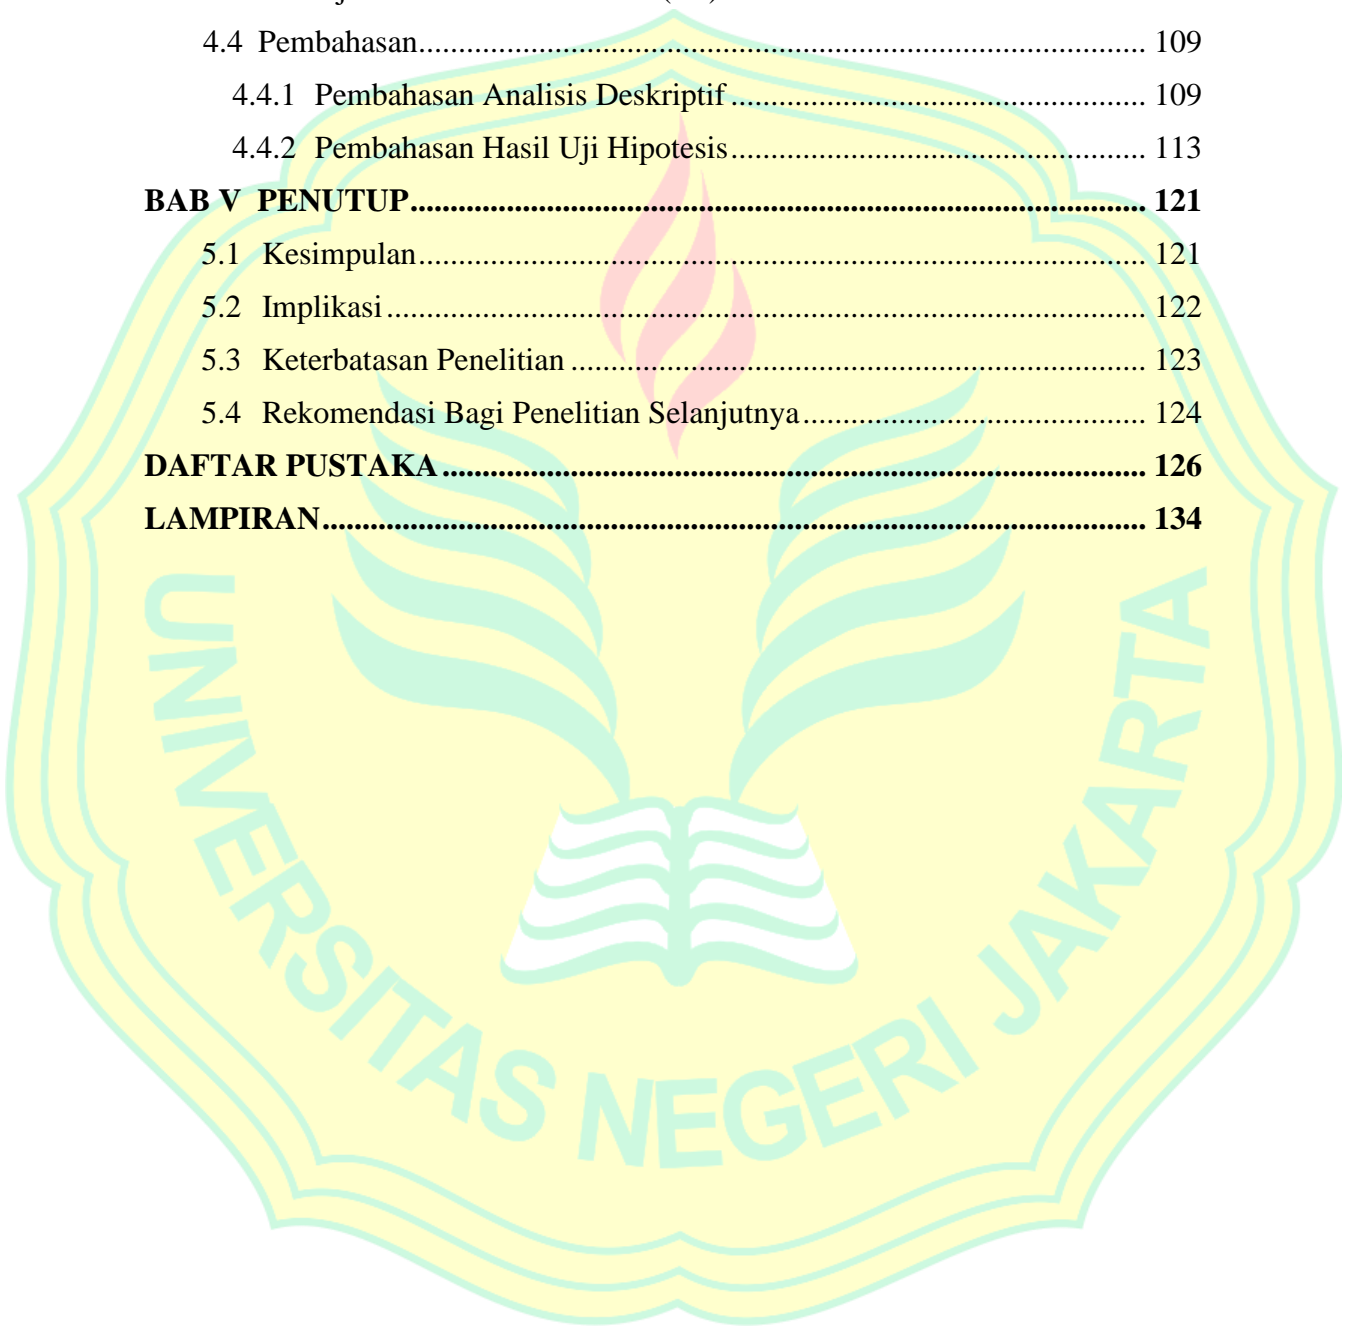 4.4 Pembahasan........................................................................................... 109
4.4.1 Pembahasan Analisis Deskriptif.................................................... 109
4.4.2 Pembahasan Hasil Uji Hipotesis.................................................... 113
BAB V PENUTUP............................................................................................ 121
5.1 Kesimpulan........................................................................................... 121
5.2 Implikasi............................................................................................... 122
5.3 Keterbatasan Penelitian........................................................................ 123
5.4 Rekomendasi Bagi Penelitian Selanjutnya........................................... 124
DAFTAR PUSTAKA........................................................................................ 126
LAMPIRAN....................................................................................................... 134
UNIVERSITAS NEGERI JAKARTA